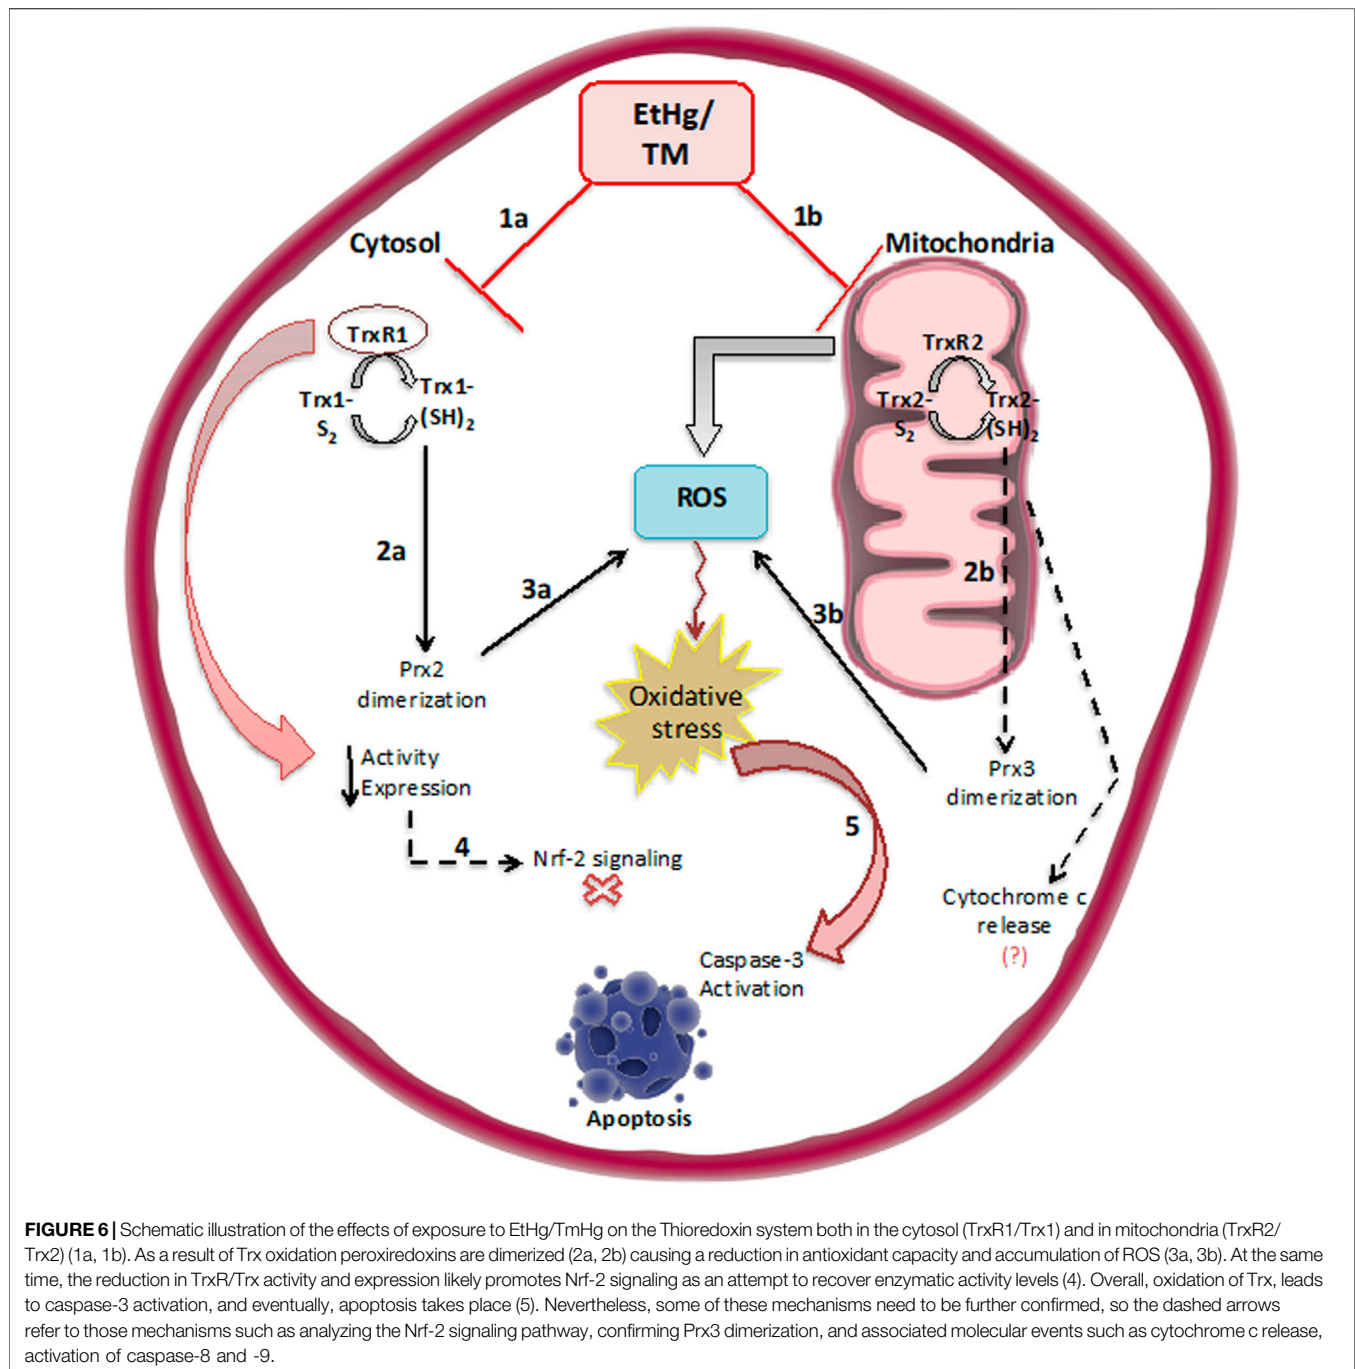 EtHg/
TM
1a
1b
Cytosol
Mitochondria
TrxR1
TrxR2
Trx1-
S2
Trx1-
(SH)2
Trx2-
S2
Trx2-
(SH)2
ROS
2a
2b
3a
3b
Prx2
dimerization
Oxidative
stress
Activity
Expression
Prx3
dimerization
4
Nrf-2 signaling
5
Cytochrome c
release
(?)
Caspase-3
Activation
Apoptosis
FIGURE 6 | Schematic illustration of the effects of exposure to EtHg/TmHg on the Thioredoxin system both in the cytosol (TrxR1/Trx1) and in mitochondria (TrxR2/
Trx2) (1a, 1b). As a result of Trx oxidation peroxiredoxins are dimerized (2a, 2b) causing a reduction in antioxidant capacity and accumulation of ROS (3a, 3b). At the same
time, the reduction in TrxR/Trx activity and expression likely promotes Nrf-2 signaling as an attempt to recover enzymatic activity levels (4). Overall, oxidation of Trx, leads
to caspase-3 activation, and eventually, apoptosis takes place (5). Nevertheless, some of these mechanisms need to be further confirmed, so the dashed arrows
refer to those mechanisms such as analyzing the Nrf-2 signaling pathway, confirming Prx3 dimerization, and associated molecular events such as cytochrome c release,
activation of caspase-8 and -9.